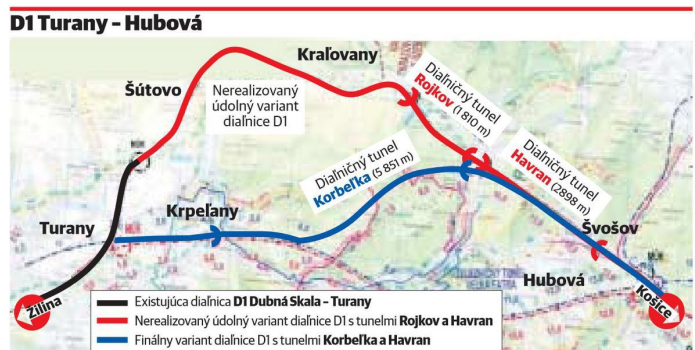 D1 Turany – Hubová
Kraľovany
Šútovo
Nerealizovaný
údolný variant
diaľnice D1
Diaľničný tunel
Rojkov (1 810 m)
Diaľničný tunel
Havran (2898 m)
Diaľničný tunel
Korbeľka (5 851 m)
Krpeľany
Turany
Švošov
Hubová
Žilina
Košice
Existujúca diaľnica D1 Dubná Skala – Turany
Nerealizovaný údolný variant diaľnice D1 s tunelmi Rojkov a Havran
Finálny variant diaľnice D1 s tunelmi Korbeľka a Havran